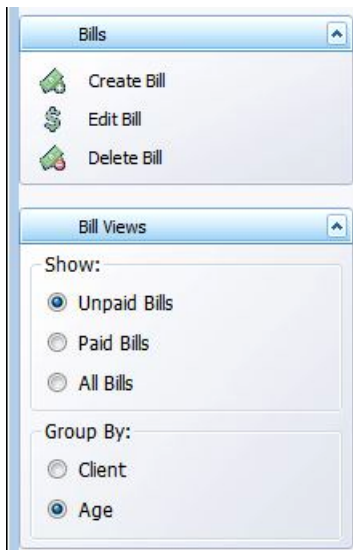 Bills
Create Bill
Edit Bill
Delete Bill
Bill Views
Show:
Unpaid Bills
Paid Bills
All Bills
Group By:
Client
Age